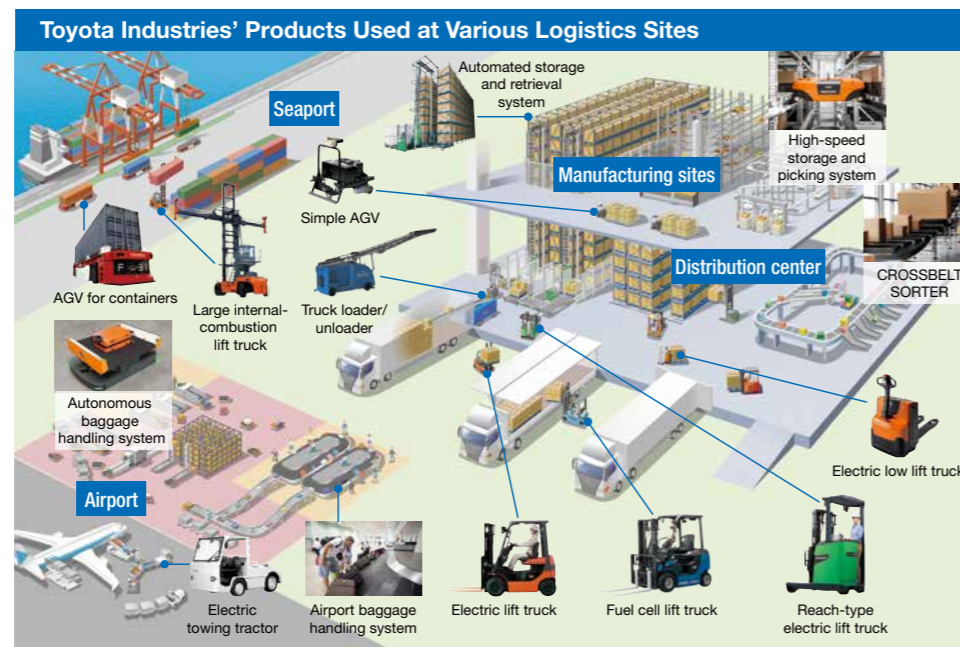 Toyota Industries' Products Used at Various Logistics Sites
Automated storage
and retrieval
system
Seaport
High-speed
storage and
picking system
Manufacturing sites
Simple AGV
Distribution center
CROSSBELT
SORTER
AGV for containers
Large internal-
combustion
lift truck
Truck loader/
unloader
Autonomous
baggage
handling system
Electric low lift truck
Airport
Electric
towing tractor
Airport baggage
handling system
Electric lift truck
Fuel cell lift truck
Reach-type
electric lift truck